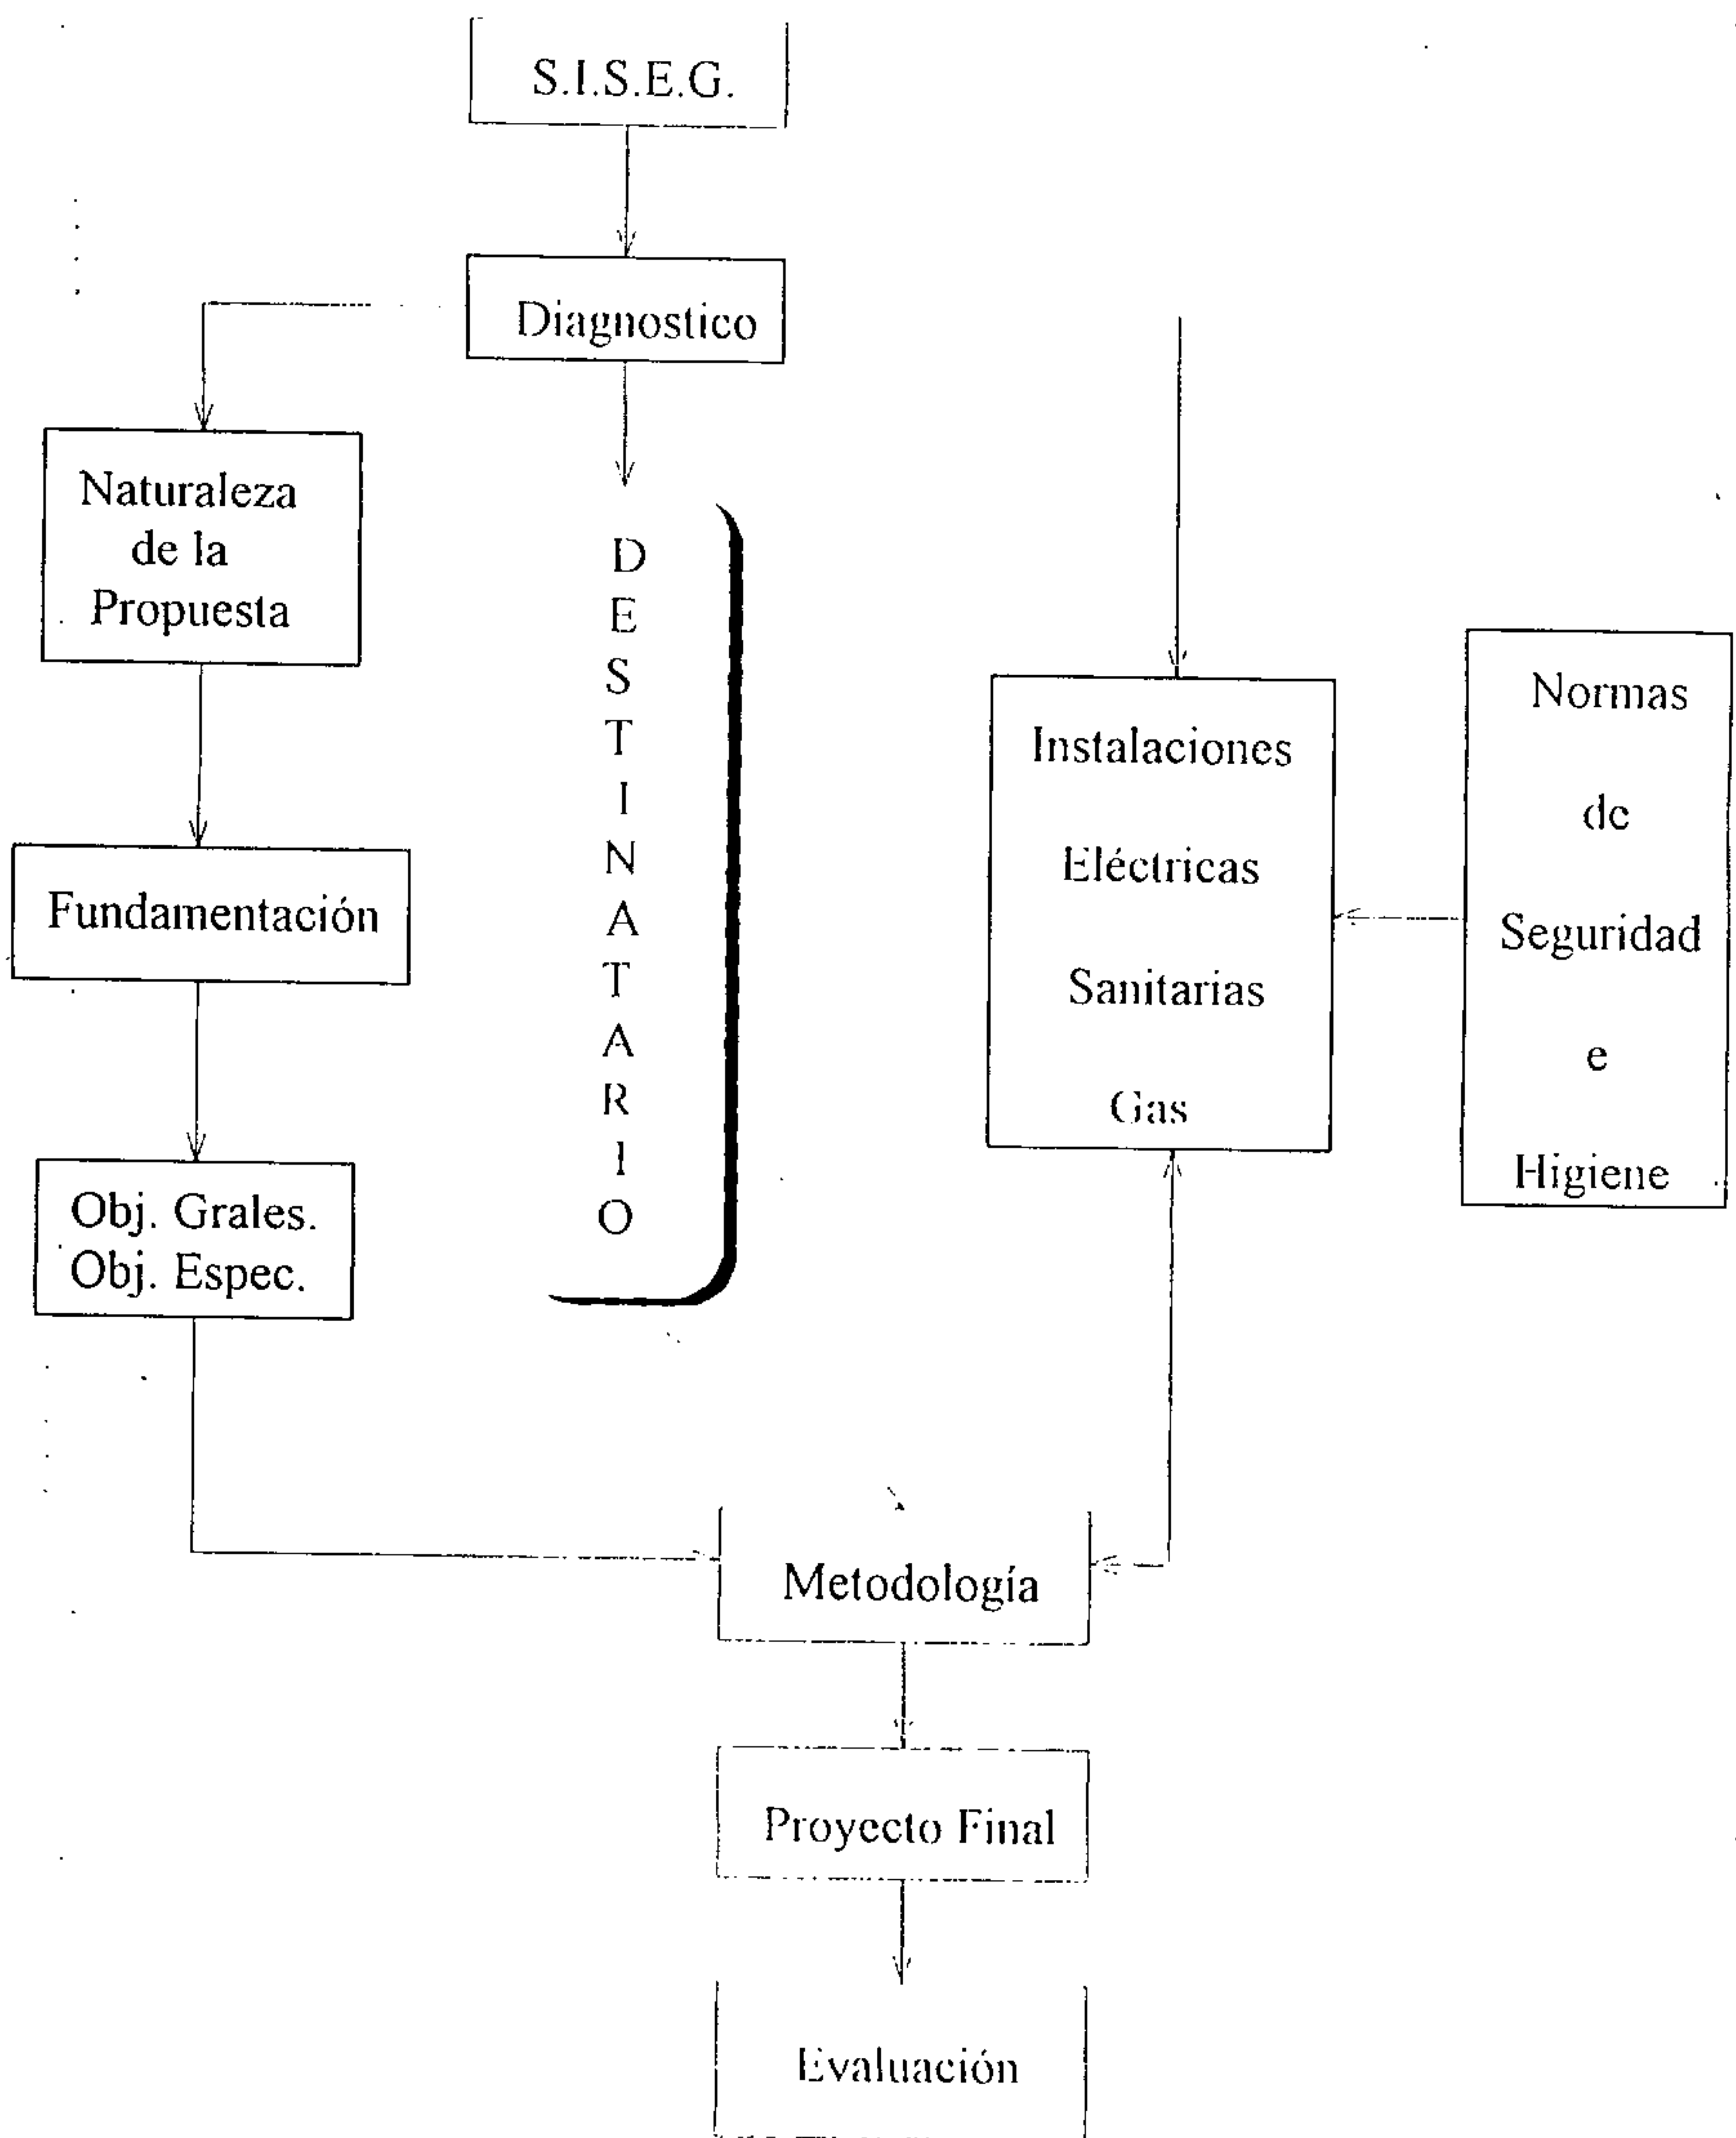 S.I.S.E.G.
Diagnostico
Naturaleza
de la
Propuesta
Fundamentación
Obj. Grales.
Obj. Espec.
D
E
S
T
I
N
A
T
A
R
I
O
Instalaciones
Eléctricas
Sanitarias
Gas
Normas
de
Seguridad
e
Higiene
Metodología
Proyecto Final
Evaluación